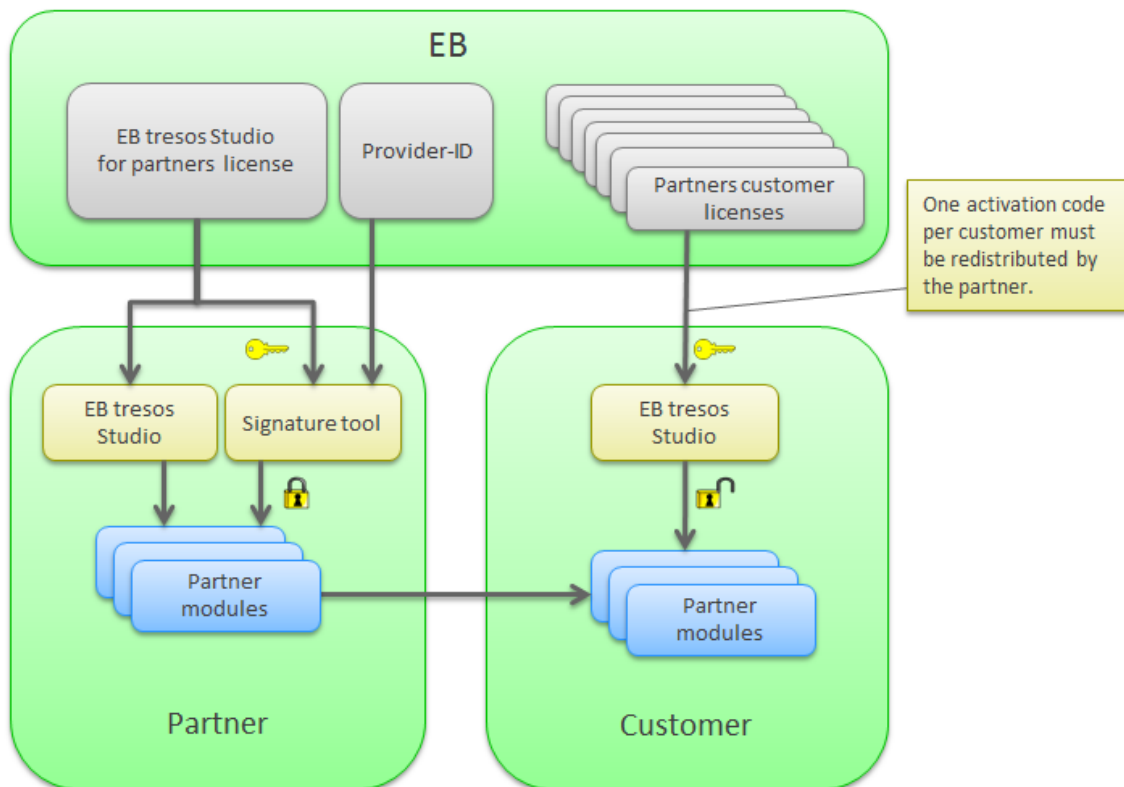 EB
EB tresos Studio
for partners license
Provider-ID
Partners customer
licenses
One activation code
per customer must
be redistributed by
the partner.
EB tresos
Studio
Signature tool
EB tresos
Studio
Partner
modules
Partner
modules
Partner
Customer